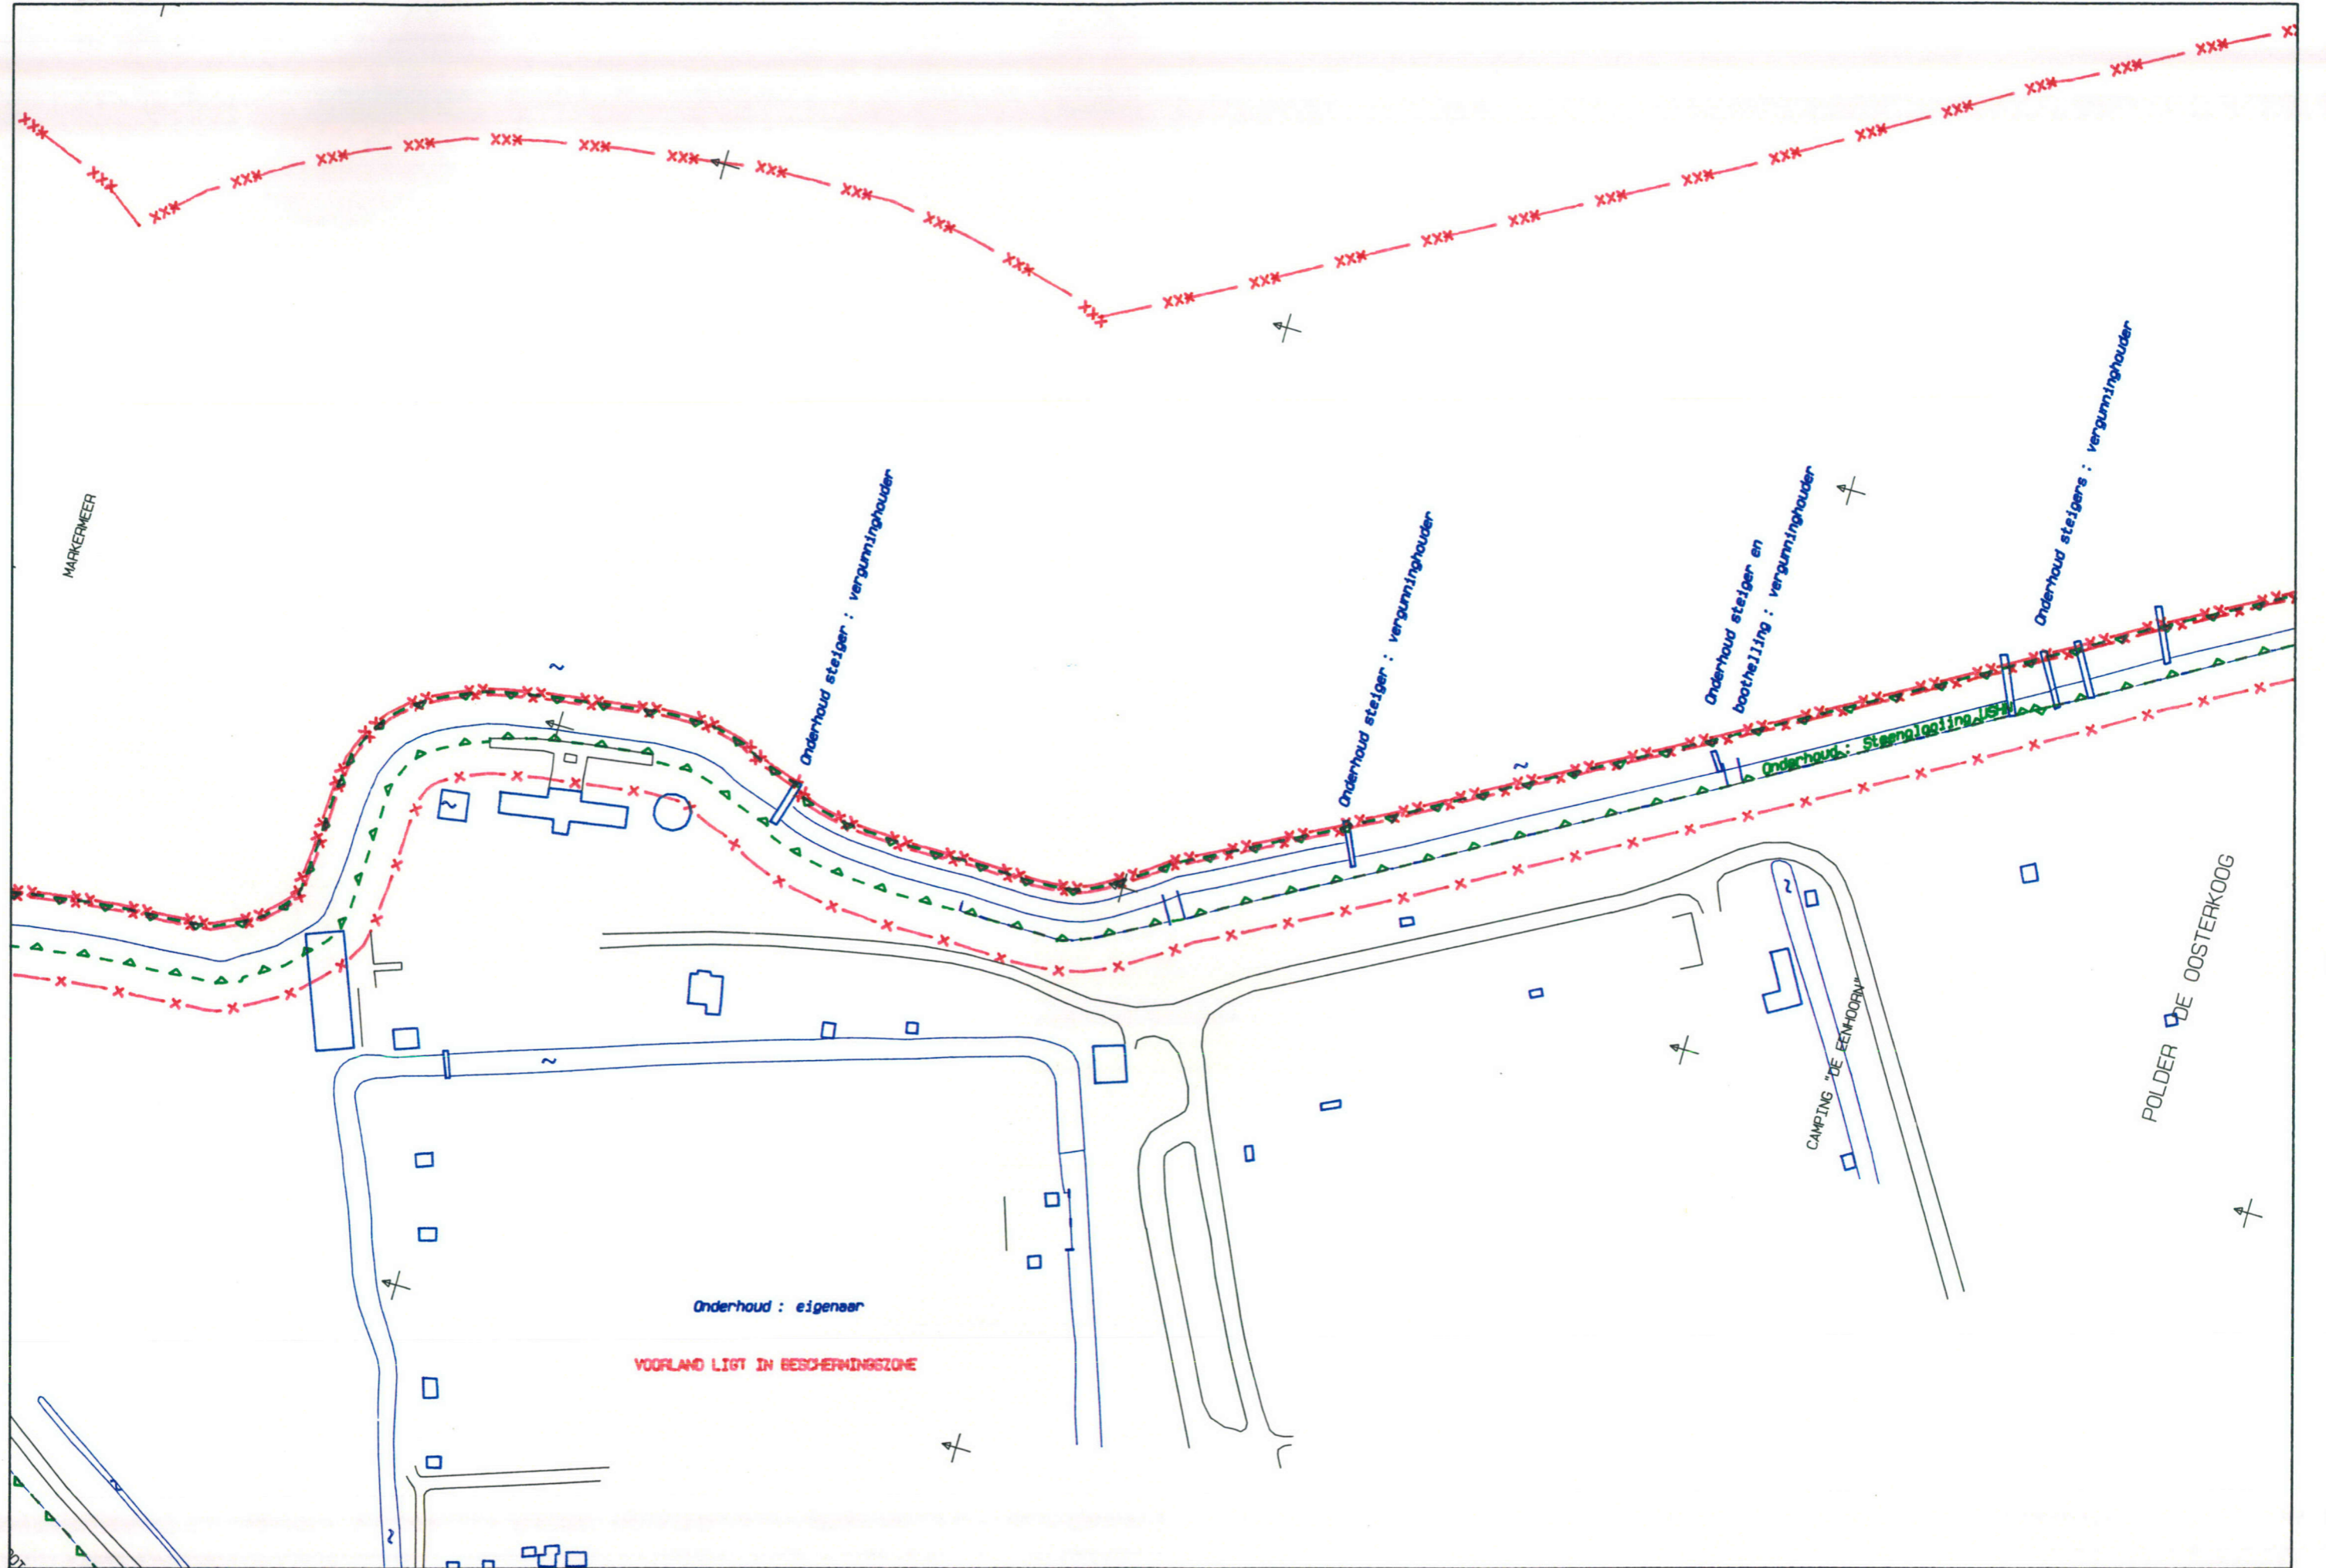 MARKERMEER
Onderhoud steiger : vergunninghouder
Onderhoud steiger : vergunninghouder
Onderhoud steiger en
boothelling : vergunninghouder
Onderhoud steigers : vergunninghouder
Onderhoud : Steenglooiing
POLDER DE OOSTERKOOG
CAMPING "DE EENHOORN"
Onderhoud : eigenaar
VOORLAND LIGT IN BESCHERMINGSZONE